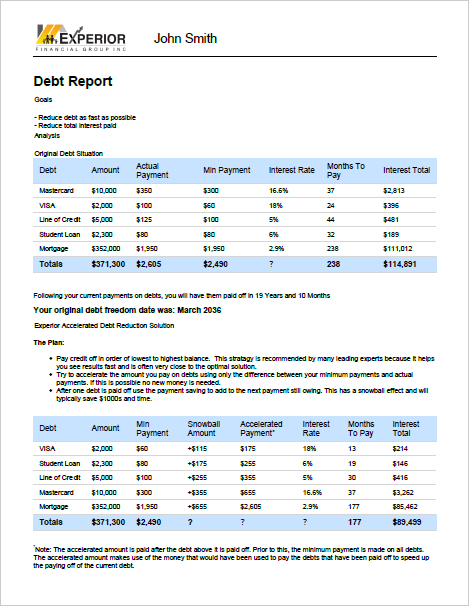 EXPERIOR
FINANCIAL GROUP INC
John Smith
Debt Report
Goals
- Reduce debt as fast as possible
- Reduce total interest paid
Analysis
Original Debt Situation
Debt Amount Actual Payment Min Payment Interest Rate Months To Pay Interest Total
Mastercard $10,000 $350 $300 16.6% 37 $2,813
VISA $2,000 $100 $60 18% 24 $396
Line of Credit $5,000 $125 $100 5% 44 $481
Student Loan $2,300 $80 $80 6% 32 $189
Mortgage $352,000 $1,950 $1,950 2.9% 238 $111,012
Totals $371,300 $2,605 $2,490 ? 238 $114,891
Following your current payments on debts, you will have them paid off in 19 Years and 10 Months
Your original debt freedom date was: March 2036
Experior Accelerated Debt Reduction Solution
The Plan:
• Pay credit off in order of lowest to highest balance. This strategy is recommended by many leading experts because it helps
you see results fast and is often very close to the optimal solution.
• Try to accelerate the amount you pay on debts using only the difference between your minimum payments and actual
payments. If this is possible no new money is needed.
• After one debt is paid off use the payment saving to add to the next payment still owing. This has a snowball effect and will
typically save $1000s and time.
Debt Amount Min Payment Snowball Amount Accelerated Payment* Interest Rate Months To Pay Interest Total
VISA $2,000 $60 +$115 $175 18% 13 $214
Student Loan $2,300 $80 +$175 $255 6% 19 $146
Line of Credit $5,000 $100 +$255 $355 5% 30 $416
Mastercard $10,000 $300 +$355 $655 16.6% 37 $3,262
Mortgage $352,000 $1,950 +$655 $2,605 2.9% 177 $85,462
Totals $371,300 $2,490 ? ? 177 $89,499
*Note: The accelerated amount is paid after the debt above it is paid off. Prior to this, the minimum payment is made on all debts.
The accelerated amount makes use of the money that would have been used to pay the debts that have been paid off to speed up
the paying off of the current debt.